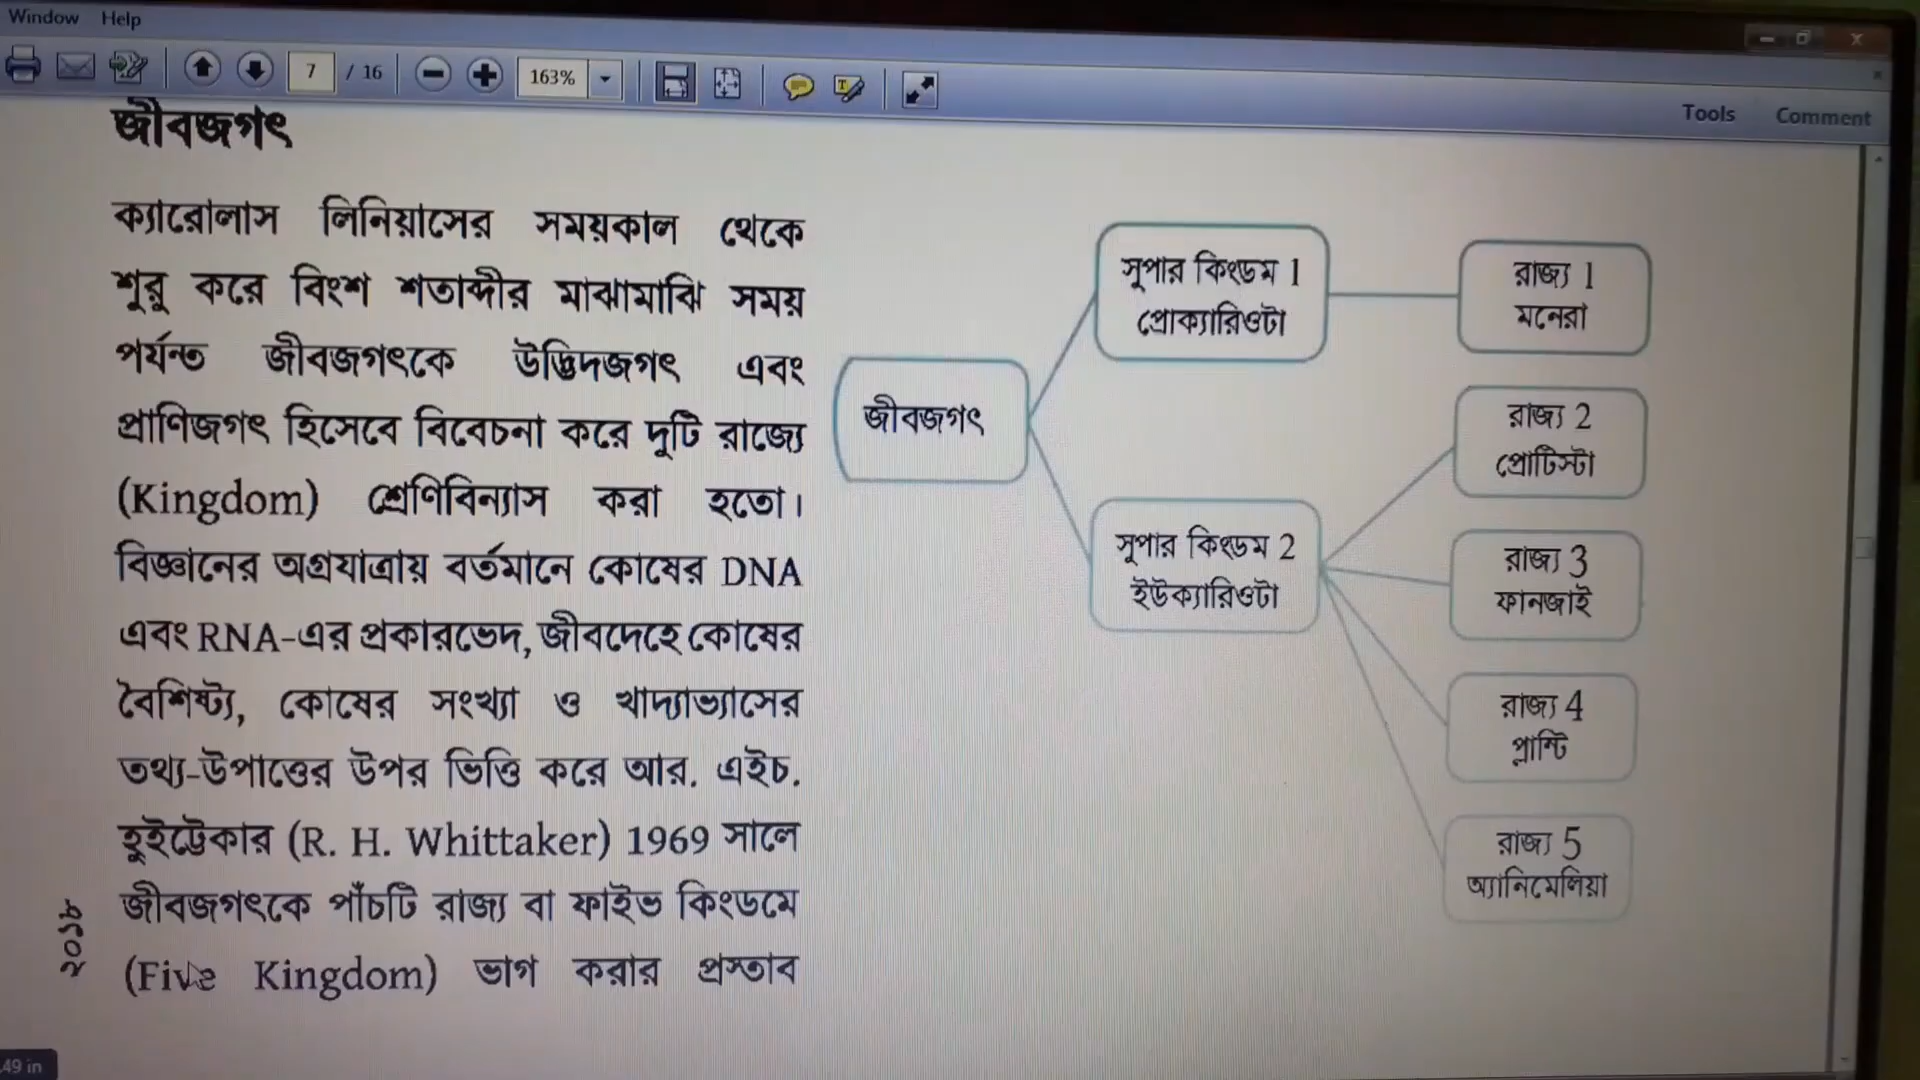 Window Help
7 / 16
163%
Tools Comment
জীবজগৎ
ক্যারোলাস লিনিয়াসের সময়কাল থেকে
শুরু করে বিংশ শতাব্দীর মাঝামাঝি সময়
পর্যন্ত জীবজগৎকে উদ্ভিদজগৎ এবং
প্রাণিজগৎ হিসেবে বিবেচনা করে দুটি রাজ্যে
(Kingdom) শ্রেণিবিন্যাস করা হতো।
বিজ্ঞানের অগ্রযাত্রায় বর্তমানে কোষের DNA
এবং RNA-এর প্রকারভেদ, জীবদেহে কোষের
বৈশিষ্ট্য, কোষের সংখ্যা ও খাদ্যাভ্যাসের
তথ্য-উপাত্তের উপর ভিত্তি করে আর. এইচ.
হুইট্টেকার (R. H. Whittaker) 1969 সালে
জীবজগৎকে পাঁচটি রাজ্য বা ফাইভ কিংডমে
(Five Kingdom) ভাগ করার প্রস্তাব
২০১৭
জীবজগৎ
সুপার কিংডম 1
প্রোক্যারিওটা
সুপার কিংডম 2
ইউক্যারিওটা
রাজ্য 1
মনেরা
রাজ্য 2
প্রোটিস্টা
রাজ্য 3
ফানজাই
রাজ্য 4
প্লান্টি
রাজ্য 5
অ্যানিমেলিয়া
.49 in